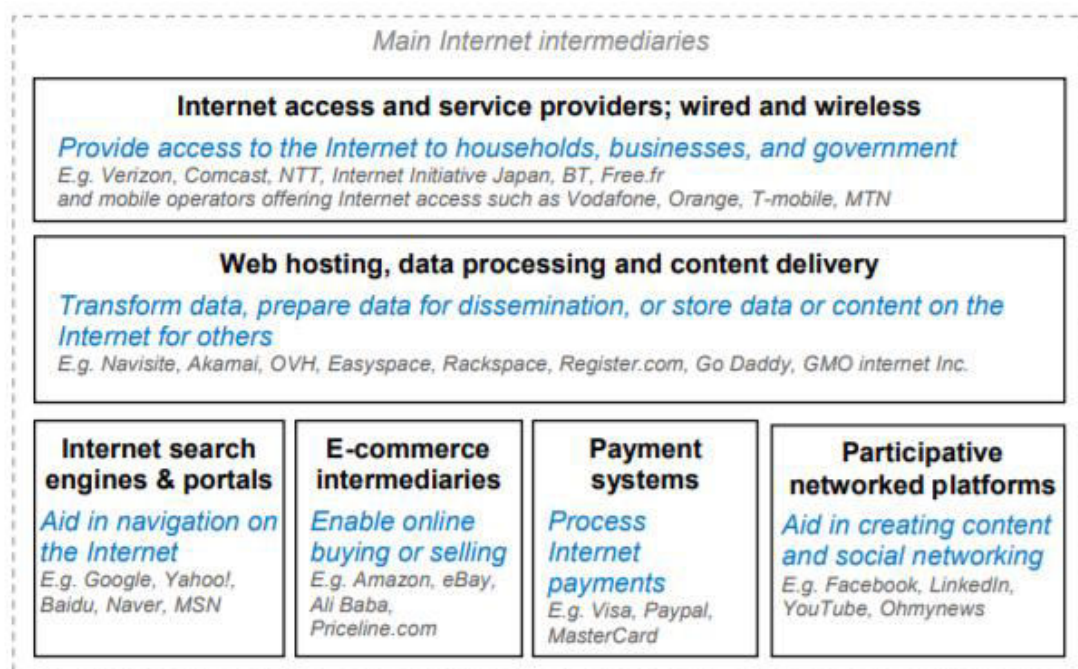 Main Internet intermediaries
Internet access and service providers; wired and wireless
Provide access to the Internet to households, businesses, and government
E.g. Verizon, Comcast, NTT, Internet Initiative Japan, BT, Free.fr
and mobile operators offering Internet access such as Vodafone, Orange, T-mobile, MTN
Web hosting, data processing and content delivery
Transform data, prepare data for dissemination, or store data or content on the
Internet for others
E.g. Navisite, Akamai, OVH, Easyspace, Rackspace, Register.com, Go Daddy, GMO internet Inc.
Internet search
engines & portals
Aid in navigation on
the Internet
E.g. Google, Yahoo!,
Baidu, Naver, MSN
E-commerce
intermediaries
Enable online
buying or selling
E.g. Amazon, eBay,
Ali Baba,
Priceline.com
Payment
systems
Process
Internet
payments
E.g. Visa, Paypal,
MasterCard
Participative
networked platforms
Aid in creating content
and social networking
E.g. Facebook, LinkedIn,
YouTube, Ohmynews